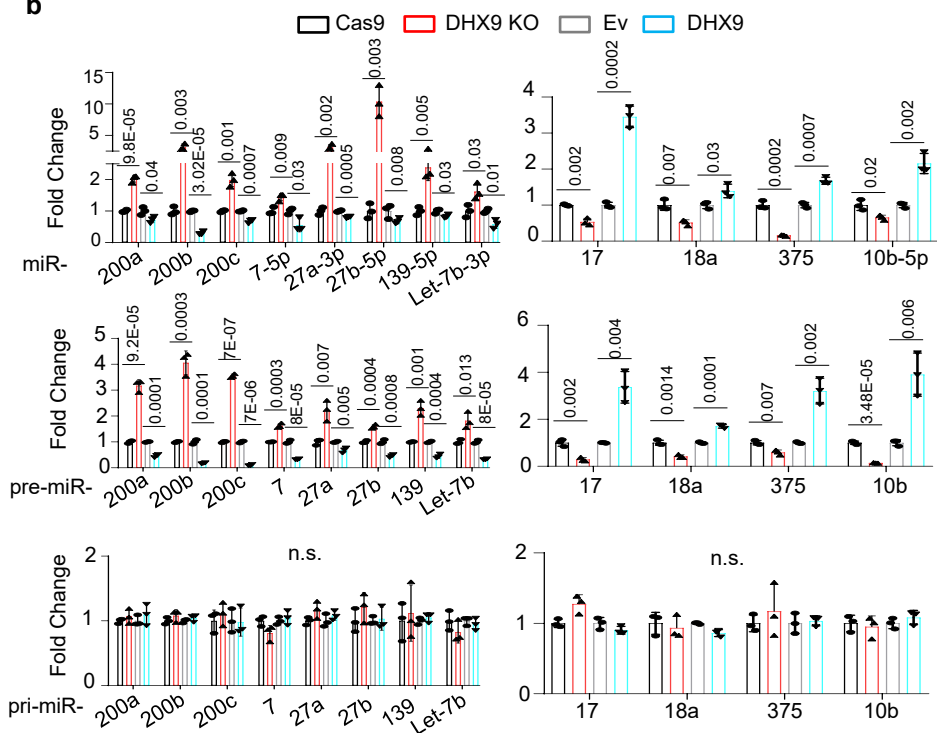 b
Cas9 DHX9 KO Ev DHX9
Fold Change
15
10
5
2
1
0
9.8E-05
0.04
0.003
3.02E-05
0.001
0.0007
0.009
0.03
0.002
0.0005
0.003
0.008
0.005
0.03
0.03
0.01
miR-
200a
200b
200c
7-5p
27a-3p
27b-5p
139-5p
Let-7b-3p
4
3
2
1
0
0.002
0.0002
0.007
0.03
0.0002
0.0007
0.02
0.002
17
18a
375
10b-5p
Fold Change
5
4
3
2
1
0
9.2E-05
0.0001
0.0003
0.0001
7E-07
7E-06
0.0003
8E-05
0.007
0.005
0.0004
0.0008
0.001
0.0004
0.013
8E-05
pre-miR-
200a
200b
200c
7
27a
27b
139
Let-7b
6
4
2
0
0.002
0.004
0.0014
0.0001
0.007
0.002
3.48E-05
0.006
17
18a
375
10b
Fold Change
2
1
0
n.s.
pri-miR-
200a
200b
200c
7
27a
27b
139
Let-7b
2
1
0
n.s.
17
18a
375
10b